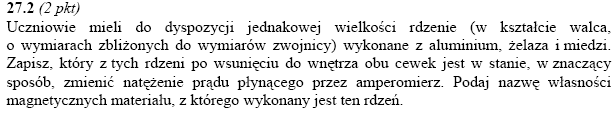 27.2 (2 pkt)
Uczniowie mieli do dyspozycji jednakowej wielkości rdzenie (w kształcie walca,
o wymiarach zbliżonych do wymiarów zwojnicy) wykonane z aluminium, żelaza i miedzi.
Zapisz, który z tych rdzeni po wsunięciu do wnętrza obu cewek jest w stanie, w znaczący
sposób, zmienić natężenie prądu płynącego przez amperomierz. Podaj nazwę własności
magnetycznych materiału, z którego wykonany jest ten rdzeń.